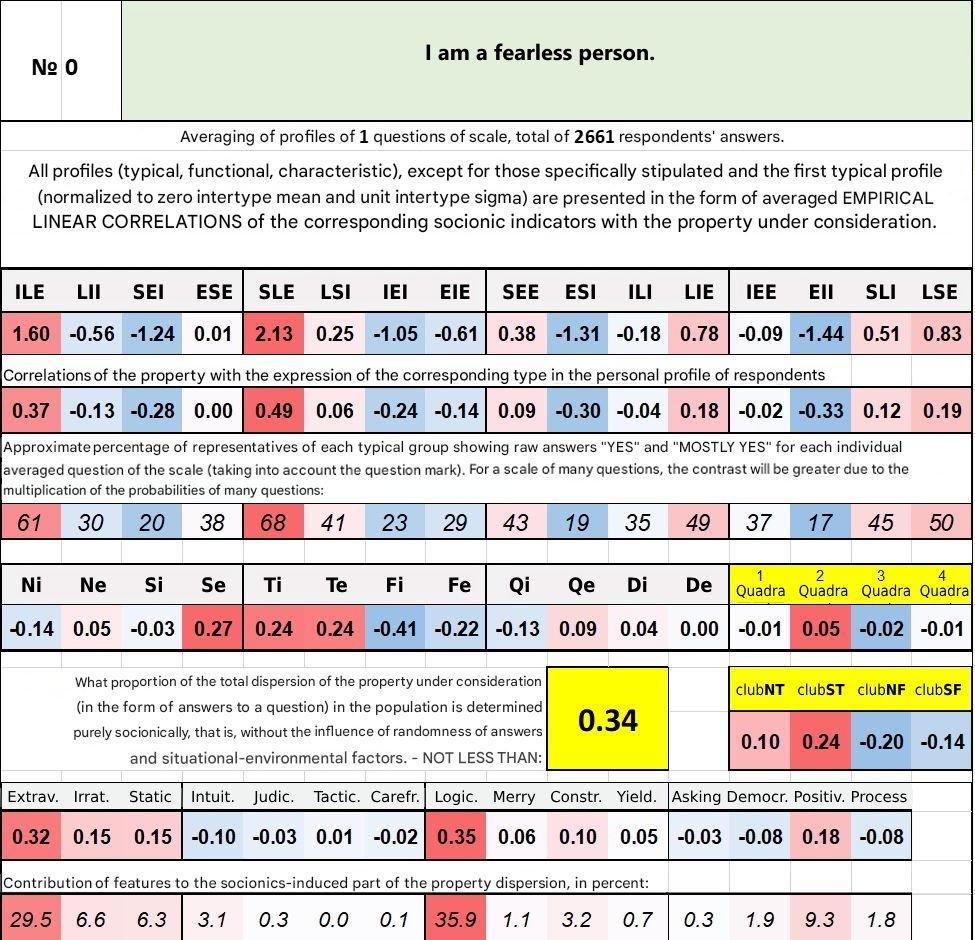 № 0
I am a fearless person.
Averaging of profiles of 1 questions of scale, total of 2661 respondents' answers.
All profiles (typical, functional, characteristic), except for those specifically stipulated and the first typical profile
(normalized to zero intertype mean and unit intertype sigma) are presented in the form of averaged EMPIRICAL
LINEAR CORRELATIONS of the corresponding socionic indicators with the property under consideration.
ILE LII SEI ESE SLE LSI IEI EIE SEE ESI ILI LIE IEE EII SLI LSE
1.60 -0.56 -1.24 0.01 2.13 0.25 -1.05 -0.61 0.38 -1.31 -0.18 0.78 -0.09 -1.44 0.51 0.83
Correlations of the property with the expression of the corresponding type in the personal profile of respondents
0.37 -0.13 -0.28 0.00 0.49 0.06 -0.24 -0.14 0.09 -0.30 -0.04 0.18 -0.02 -0.33 0.12 0.19
Approximate percentage of representatives of each typical group showing raw answers "YES" and "MOSTLY YES" for each individual
averaged question of the scale (taking into account the question mark). For a scale of many questions, the contrast will be greater due to the
multiplication of the probabilities of many questions:
61 30 20 38 68 41 23 29 43 19 35 49 37 17 45 50
Ni Ne Si Se Ti Te Fi Fe Qi Qe Di De 1 Quadra 2 Quadra 3 Quadra 4 Quadra
-0.14 0.05 -0.03 0.27 0.24 0.24 -0.41 -0.22 -0.13 0.09 0.04 0.00 -0.01 0.05 -0.02 -0.01
What proportion of the total dispersion of the property under consideration
(in the form of answers to a question) in the population is determined
purely socionically, that is, without the influence of randomness of answers
and situational-environmental factors. - NOT LESS THAN:
0.34
clubNT clubST clubNF clubSF
0.10 0.24 -0.20 -0.14
Extrav. Irrat. Static Intuit. Judic. Tactic. Carefr. Logic. Merry Constr. Yield. Asking Democr. Positiv. Process
0.32 0.15 0.15 -0.10 -0.03 0.01 -0.02 0.35 0.06 0.10 0.05 -0.03 -0.08 0.18 -0.08
Contribution of features to the socionics-induced part of the property dispersion, in percent:
29.5 6.6 6.3 3.1 0.3 0.0 0.1 35.9 1.1 3.2 0.7 0.3 1.9 9.3 1.8